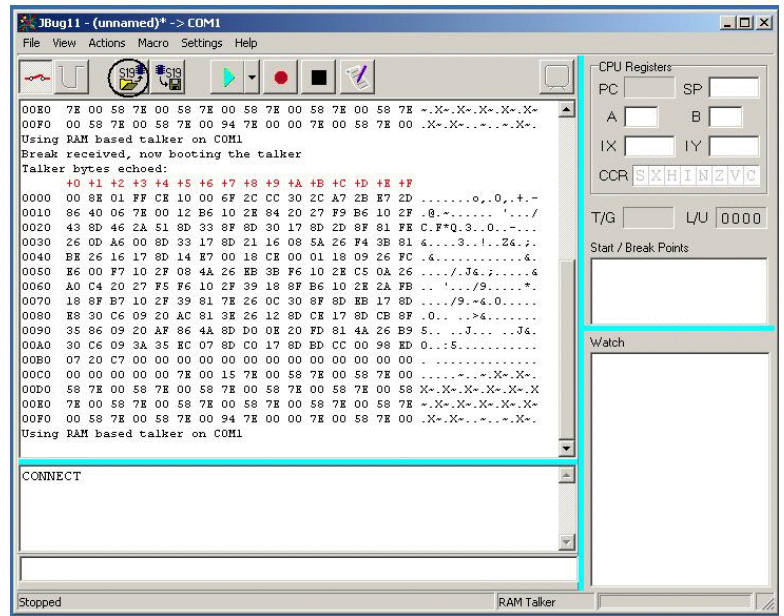 JBug11 - (unnamed)* -> COM1
File View Actions Macro Settings Help
S19 S19
00E0 7E 00 58 7E 00 58 7E 00 58 7E 00 58 7E 00 58 7E ~.X~.X~.X~.X~.X~
00F0 00 58 7E 00 58 7E 00 94 7E 00 00 7E 00 58 7E 00 .X~.X~..~..~.X~.
Using RAM based talker on COM1
Break received, now booting the talker
Talker bytes echoed:
+0 +1 +2 +3 +4 +5 +6 +7 +8 +9 +A +B +C +D +E +F
0000 00 8E 01 FF CE 10 00 6F 2C CC 30 2C A7 2B E7 2D .......o,.0,.+.-
0010 86 40 06 7E 00 12 B6 10 2E 84 20 27 F9 B6 10 2F .@.~...... '.../
0020 43 8D 46 2A 51 8D 33 8F 8D 30 17 8D 2D 8F 81 FE C.F*Q.3..0..-...
0030 26 0D A6 00 8D 33 17 8D 21 16 08 5A 26 F4 3B 81 &....3..!..Z&.;.
0040 BE 26 16 17 8D 14 E7 00 18 CE 00 01 18 09 26 FC .&............&.
0050 E6 00 F7 10 2F 08 4A 26 EB 3B F6 10 2E C5 0A 26 ..../.J&.;.....&
0060 A0 C4 20 27 F5 F6 10 2F 39 18 8F B6 10 2E 2A FB .. '.../9.....*.
0070 18 8F B7 10 2F 39 81 7E 26 0C 30 8F 8D EB 17 8D ..../9.~&.0.....
0080 E8 30 C6 09 20 AC 81 3E 26 12 8D CE 17 8D CB 8F .0.. ..>&.......
0090 35 86 09 20 AF 86 4A 8D D0 0E 20 FD 81 4A 26 B9 5.. ..J... ..J&.
00A0 30 C6 09 3A 35 EC 07 8D C0 17 8D BD CC 00 98 ED 0..:5...........
00B0 07 20 C7 00 00 00 00 00 00 00 00 00 00 00 00 00 . ..............
00C0 00 00 00 00 00 7E 00 15 7E 00 58 7E 00 58 7E 00 .....~..~.X~.X~.
00D0 58 7E 00 58 7E 00 58 7E 00 58 7E 00 58 7E 00 58 X~.X~.X~.X~.X~.X
00E0 7E 00 58 7E 00 58 7E 00 58 7E 00 58 7E 00 58 7E ~.X~.X~.X~.X~.X~
00F0 00 58 7E 00 58 7E 00 94 7E 00 00 7E 00 58 7E 00 .X~.X~..~..~.X~.
Using RAM based talker on COM1
CONNECT
CPU Registers
PC SP
A B
IX IY
CCR S X H I N Z V C
T/G L/U 0000
Start / Break Points
Watch
Stopped RAM Talker